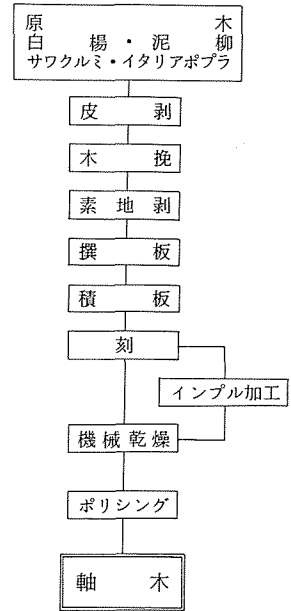 原木
白楊・泥柳
サワクルミ・イタリアポプラ
皮剥
木挽
素地剥
撰板
積板
刻
インプル加工
機械乾燥
ポリシング
軸木